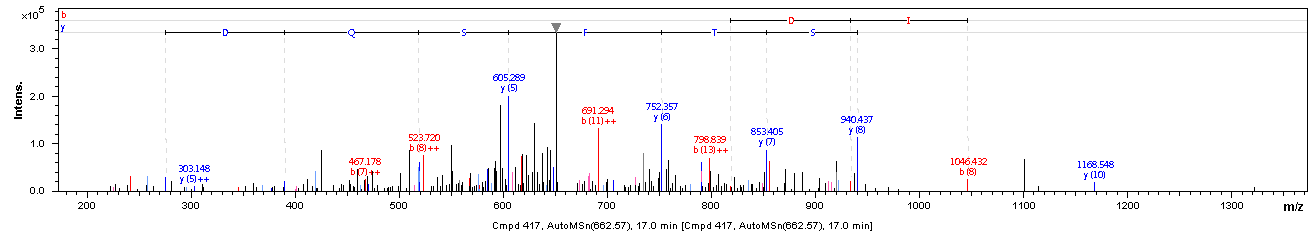 ×10⁵
b
y
D I
D Q S F T S
3.0
2.0
1.0
0.0
Intens.
605.289
y (5)
691.294
b (11)++
752.357
y (6)
523.720
b (8)++
798.839
b (13)++
853.405
y (7)
940.437
y (8)
467.178
b (7)++
303.148
y (5)++
1046.432
b (8)
1168.548
y (10)
200 300 400 500 600 700 800 900 1000 1100 1200 1300 m/z
Cmpd 417, AutoMSn(662.57), 17.0 min [Cmpd 417, AutoMSn(662.57), 17.0 min]